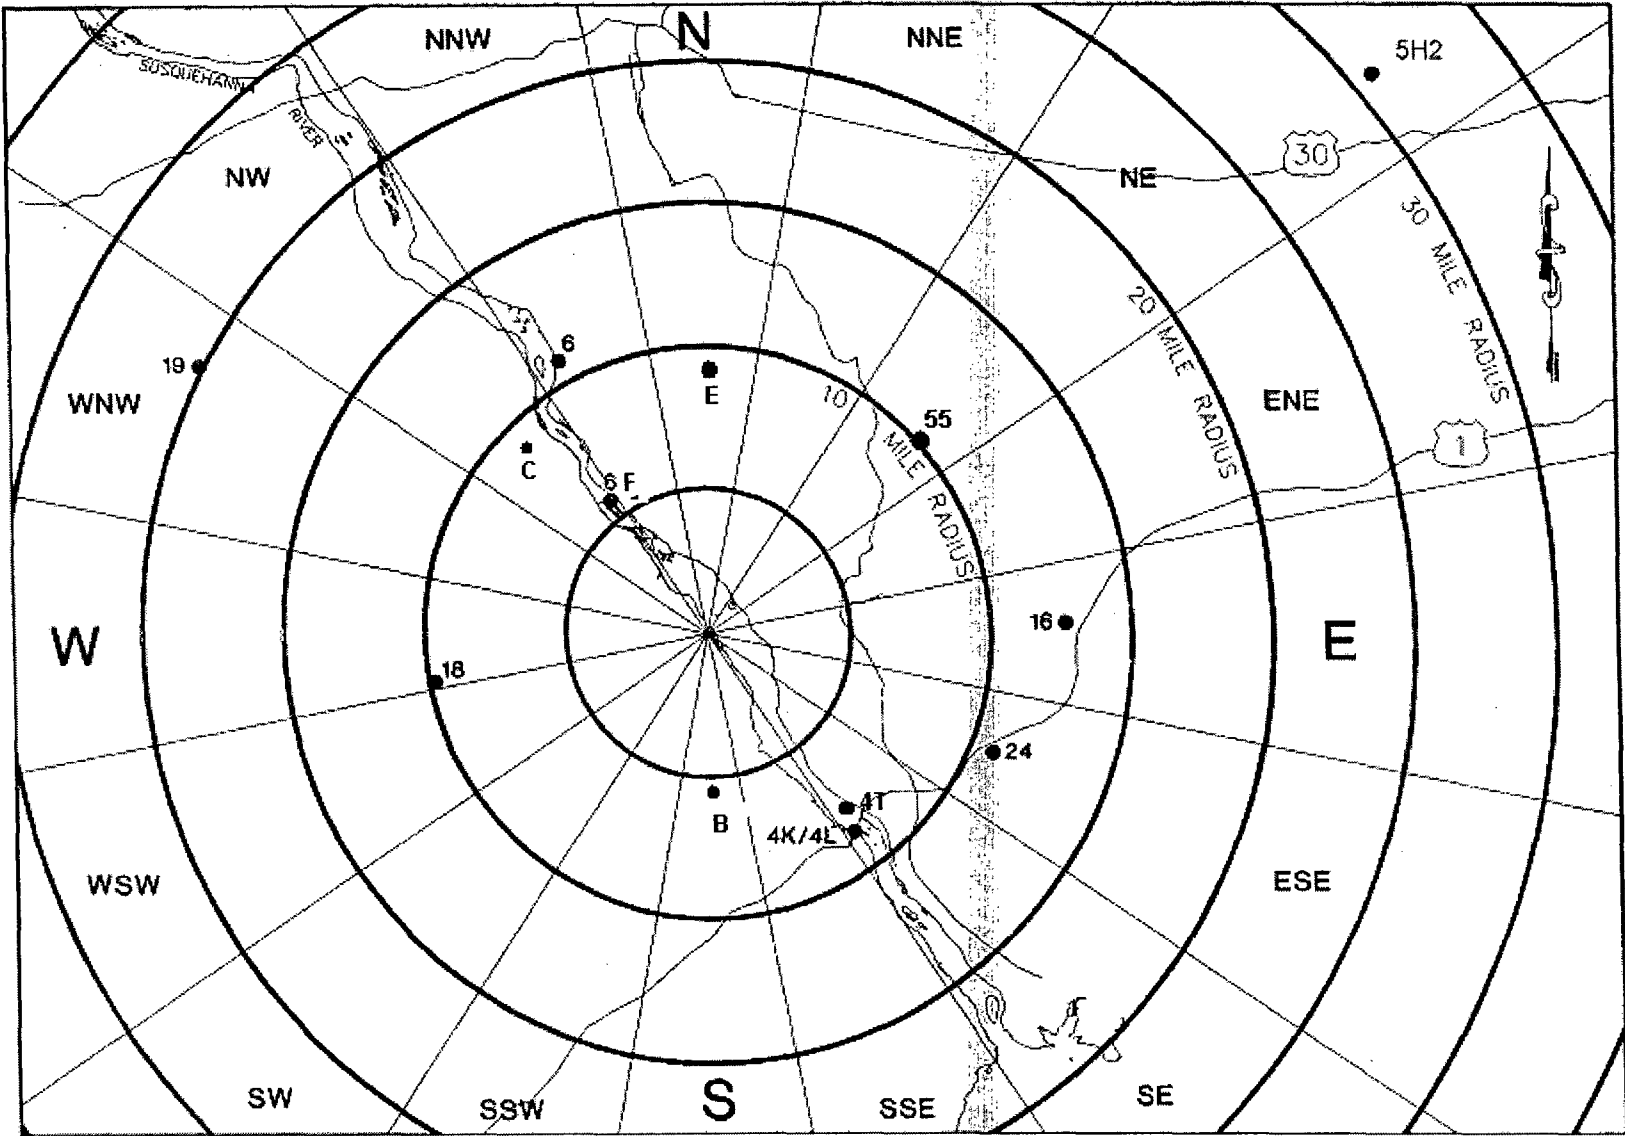 NNW
N
NNE
5H2
SUSQUEHANNA
RIVER
30
NW
NE
30 MILE RADIUS
20 MILE RADIUS
6
19
E
WNW
10 MILE RADIUS
ENE
55
1
C
6 F
16
W
E
18
24
4T
B
4K/4L
WSW
ESE
SW
SSW
S
SSE
SE